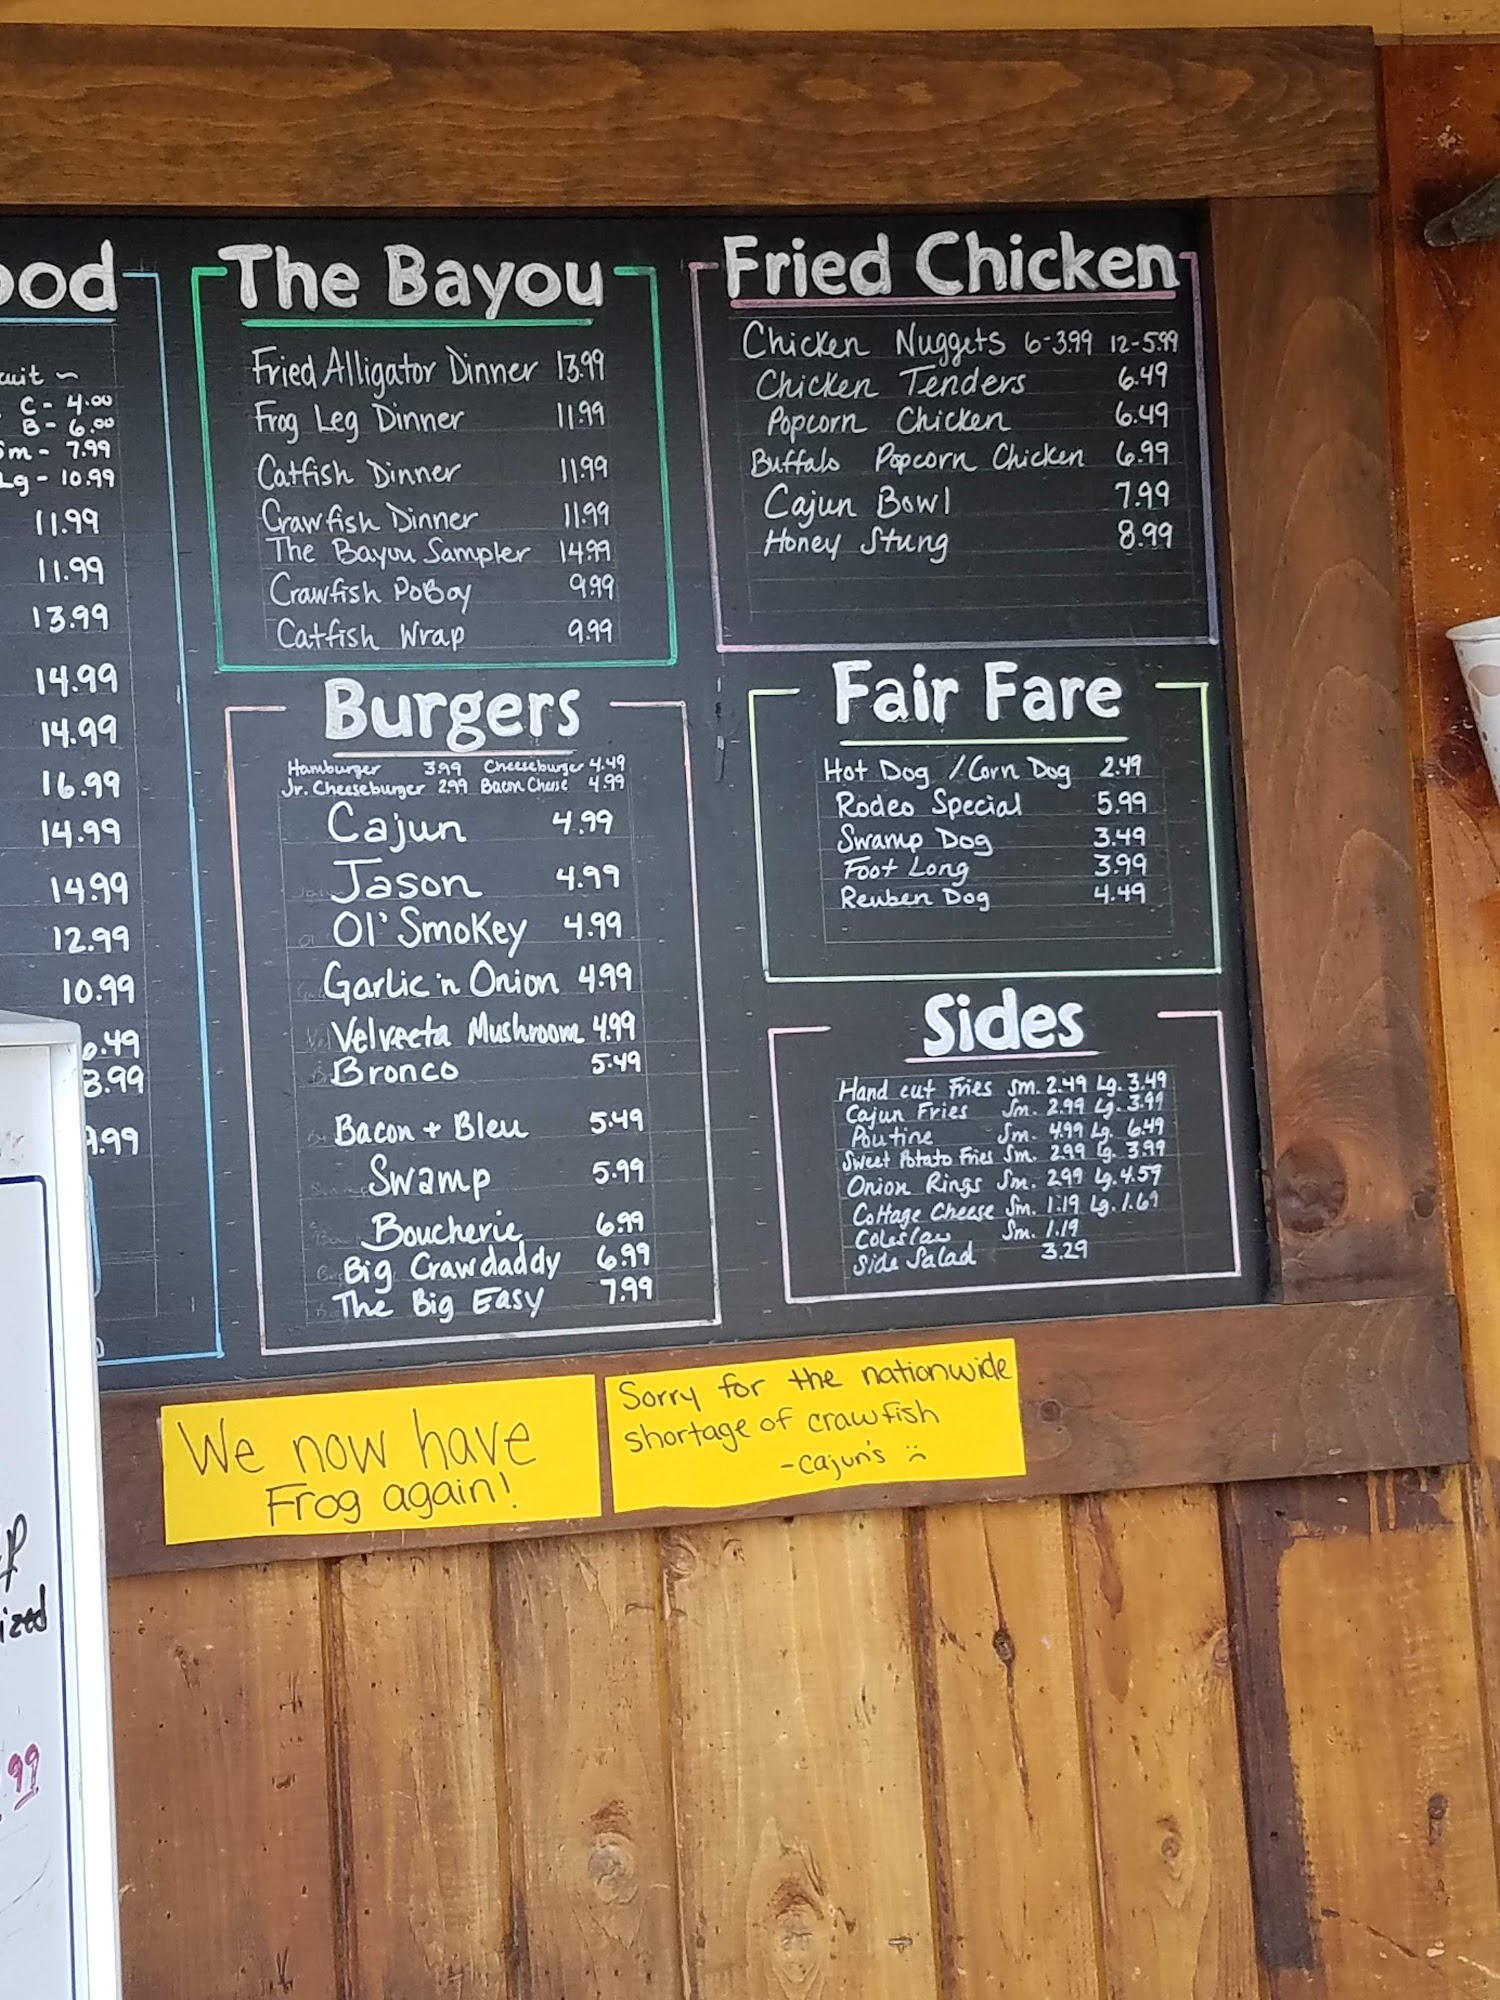 ood
uit ~
C - 4.00
B - 6.00
Sm - 7.99
Lg - 10.99
11.99
11.99
13.99
14.99
14.99
16.99
14.99
14.99
12.99
10.99
6.49
8.99
9.99
The Bayou
Fried Alligator Dinner 13.99
Frog Leg Dinner 11.99
Catfish Dinner 11.99
Crawfish Dinner 11.99
The Bayou Sampler 14.99
Crawfish PoBoy 9.99
Catfish Wrap 9.99
Burgers
Hamburger 3.99 Cheeseburger 4.49
Jr. Cheeseburger 2.99 Bacon Cheese 4.99
Cajun 4.99
Jason 4.99
Ol' Smokey 4.99
Garlic 'n Onion 4.99
Velveeta Mushroom 4.99
Bronco 5.49
Bacon + Bleu 5.49
Swamp 5.99
Boucherie 6.99
Big Crawdaddy 6.99
The Big Easy 7.99
Fried Chicken
Chicken Nuggets 6-3.99 12-5.99
Chicken Tenders 6.49
Popcorn Chicken 6.49
Buffalo Popcorn Chicken 6.99
Cajun Bowl 7.99
Honey Stung 8.99
Fair Fare
Hot Dog / Corn Dog 2.49
Rodeo Special 5.99
Swamp Dog 3.49
Foot Long 3.99
Reuben Dog 4.49
Sides
Hand cut Fries Sm. 2.49 Lg. 3.49
Cajun Fries Sm. 2.99 Lg. 3.99
Poutine Sm. 4.99 Lg. 6.49
Sweet Potato Fries Sm. 2.99 Lg. 3.99
Onion Rings Sm. 2.99 Lg. 4.59
Cottage Cheese Sm. 1.19 Lg. 1.69
Coleslaw Sm. 1.19
Side Salad 3.29
We now have
Frog again!
Sorry for the nationwide
shortage of crawfish
-cajun's :(
ized
.99